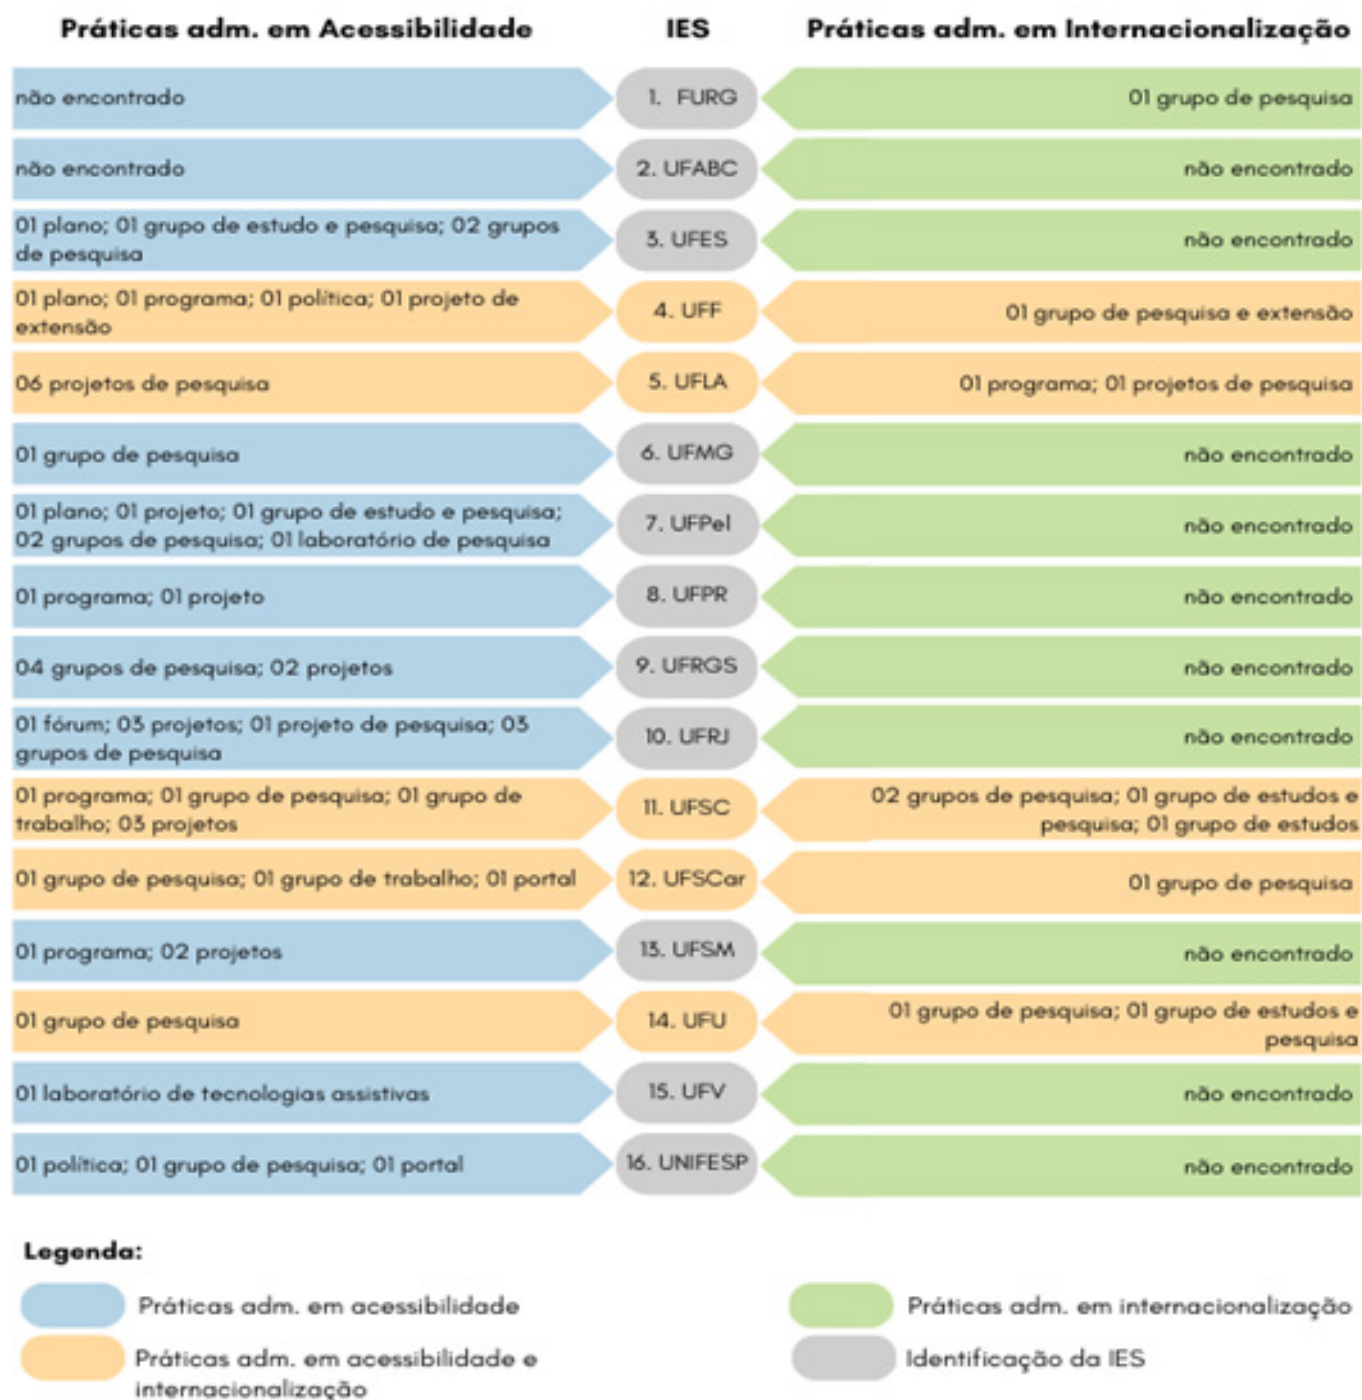 Práticas adm. em Acessibilidade IES Práticas adm. em Internacionalização
não encontrado 1. FURG 01 grupo de pesquisa
não encontrado 2. UFABC não encontrado
01 plano; 01 grupo de estudo e pesquisa; 02 grupos
de pesquisa
3. UFES não encontrado
01 plano; 01 programa; 01 política; 01 projeto de
extensão
4. UFF 01 grupo de pesquisa e extensão
06 projetos de pesquisa 5. UFLA 01 programa; 01 projetos de pesquisa
01 grupo de pesquisa 6. UFMG não encontrado
01 plano; 01 projeto; 01 grupo de estudo e pesquisa;
02 grupos de pesquisa; 01 laboratório de pesquisa
7. UFPel não encontrado
01 programa; 01 projeto 8. UFPR não encontrado
04 grupos de pesquisa; 02 projetos 9. UFRGS não encontrado
01 fórum; 03 projetos; 01 projeto de pesquisa; 03
grupos de pesquisa
10. UFRJ não encontrado
01 programa; 01 grupo de pesquisa; 01 grupo de
trabalho; 03 projetos
11. UFSC
02 grupos de pesquisa; 01 grupo de estudos e
pesquisa; 01 grupo de estudos
01 grupo de pesquisa; 01 grupo de trabalho; 01 portal 12. UFSCar 01 grupo de pesquisa
01 programa; 02 projetos 13. UFSM não encontrado
01 grupo de pesquisa 14. UFU
01 grupo de pesquisa; 01 grupo de estudos e
pesquisa
01 laboratório de tecnologias assistivas 15. UFV não encontrado
01 política; 01 grupo de pesquisa; 01 portal 16. UNIFESP não encontrado
Legenda:
Práticas adm. em acessibilidade
Práticas adm. em internacionalização
Práticas adm. em acessibilidade e
internacionalização
Identificação da IES